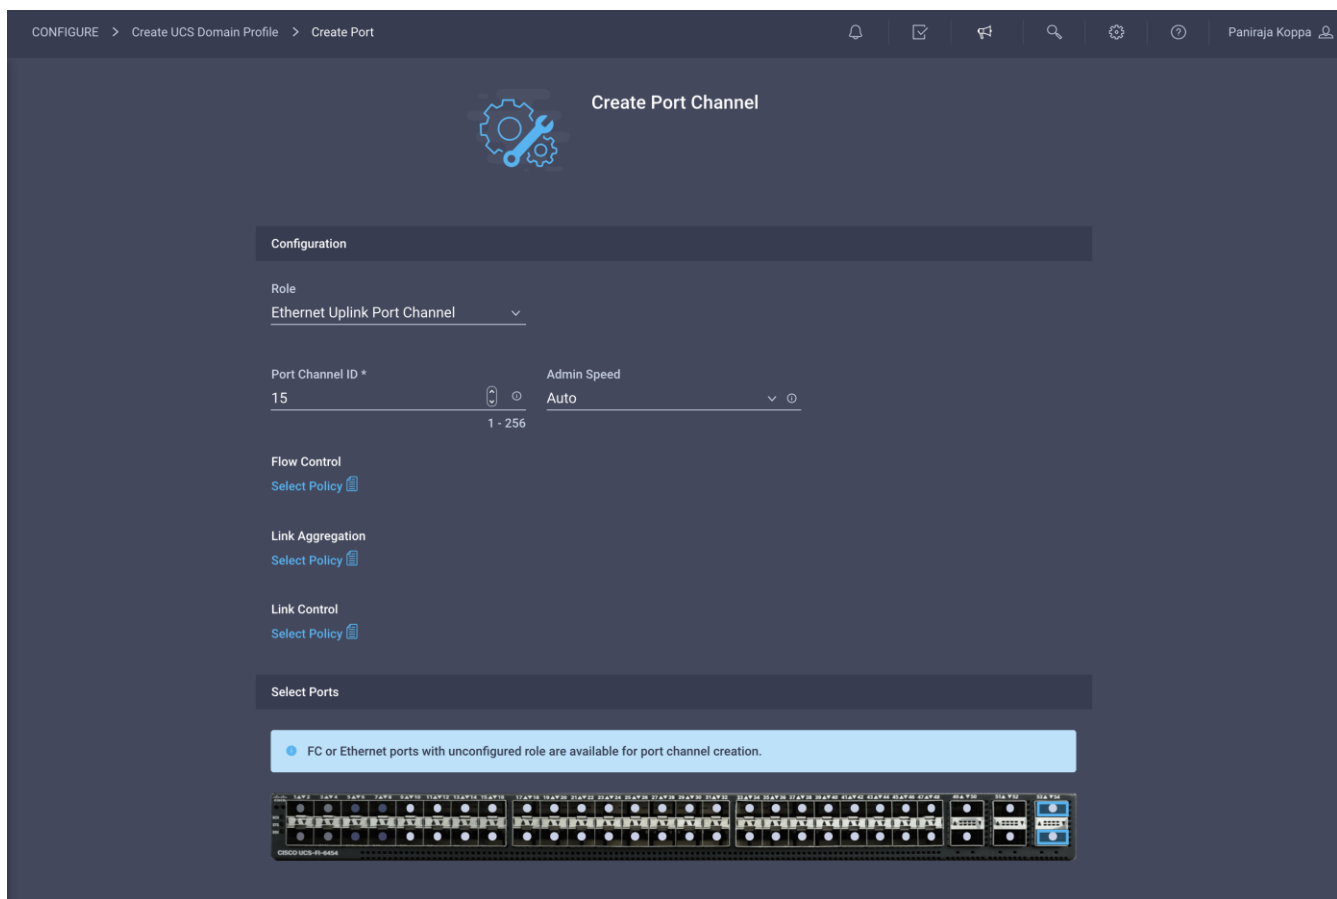 CONFIGURE > Create UCS Domain Profile > Create Port
Paniraja Koppa
Create Port Channel
Configuration
Role
Ethernet Uplink Port Channel
Port Channel ID *
Admin Speed
15
Auto
1 - 256
Flow Control
Select Policy
Link Aggregation
Select Policy
Link Control
Select Policy
Select Ports
FC or Ethernet ports with unconfigured role are available for port channel creation.
CISCO UCS-FI-6454